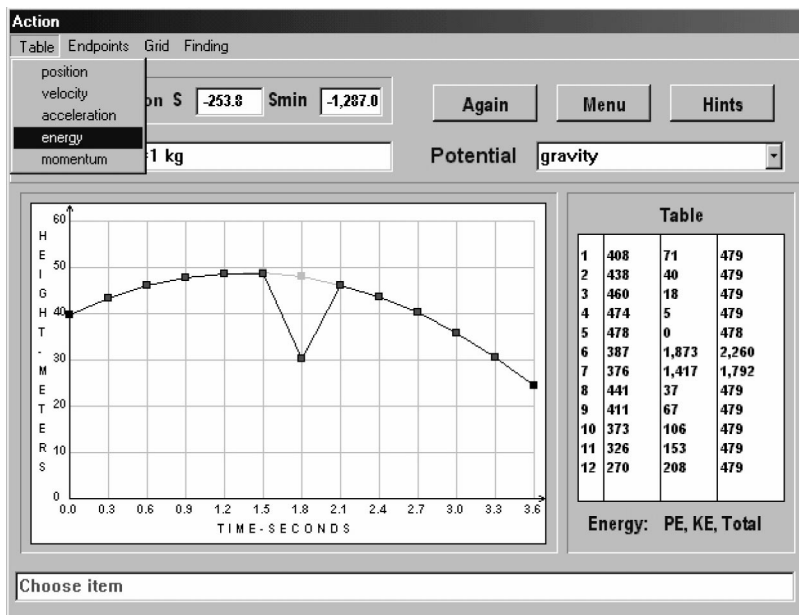 Action
Table Endpoints Grid Finding
position
velocity
acceleration
energy
momentum
on S -253.8 Smin -1,287.0
Again Menu Hints
=1 kg
Potential gravity
HEIGHT-METERS
60
50
40
30
20
10
0
0.0 0.3 0.6 0.9 1.2 1.5 1.8 2.1 2.4 2.7 3.0 3.3 3.6
TIME-SECONDS
Table
1 408 71 479
2 438 40 479
3 460 18 479
4 474 5 479
5 478 0 478
6 387 1,873 2,260
7 376 1,417 1,792
8 441 37 479
9 411 67 479
10 373 106 479
11 326 153 479
12 270 208 479
Energy: PE, KE, Total
Choose item